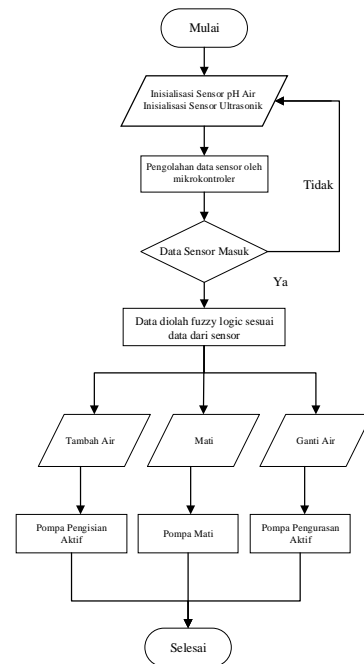 Mulai
Inisialisasi Sensor pH Air
Inisialisasi Sensor Ultrasonik
Pengolahan data sensor oleh
mikrokontroler
Tidak
Data Sensor Masuk
Ya
Data diolah fuzzy logic sesuai
data dari sensor
Tambah Air
Mati
Ganti Air
Pompa Pengisian
Aktif
Pompa Mati
Pompa Pengurasan
Aktif
Selesai